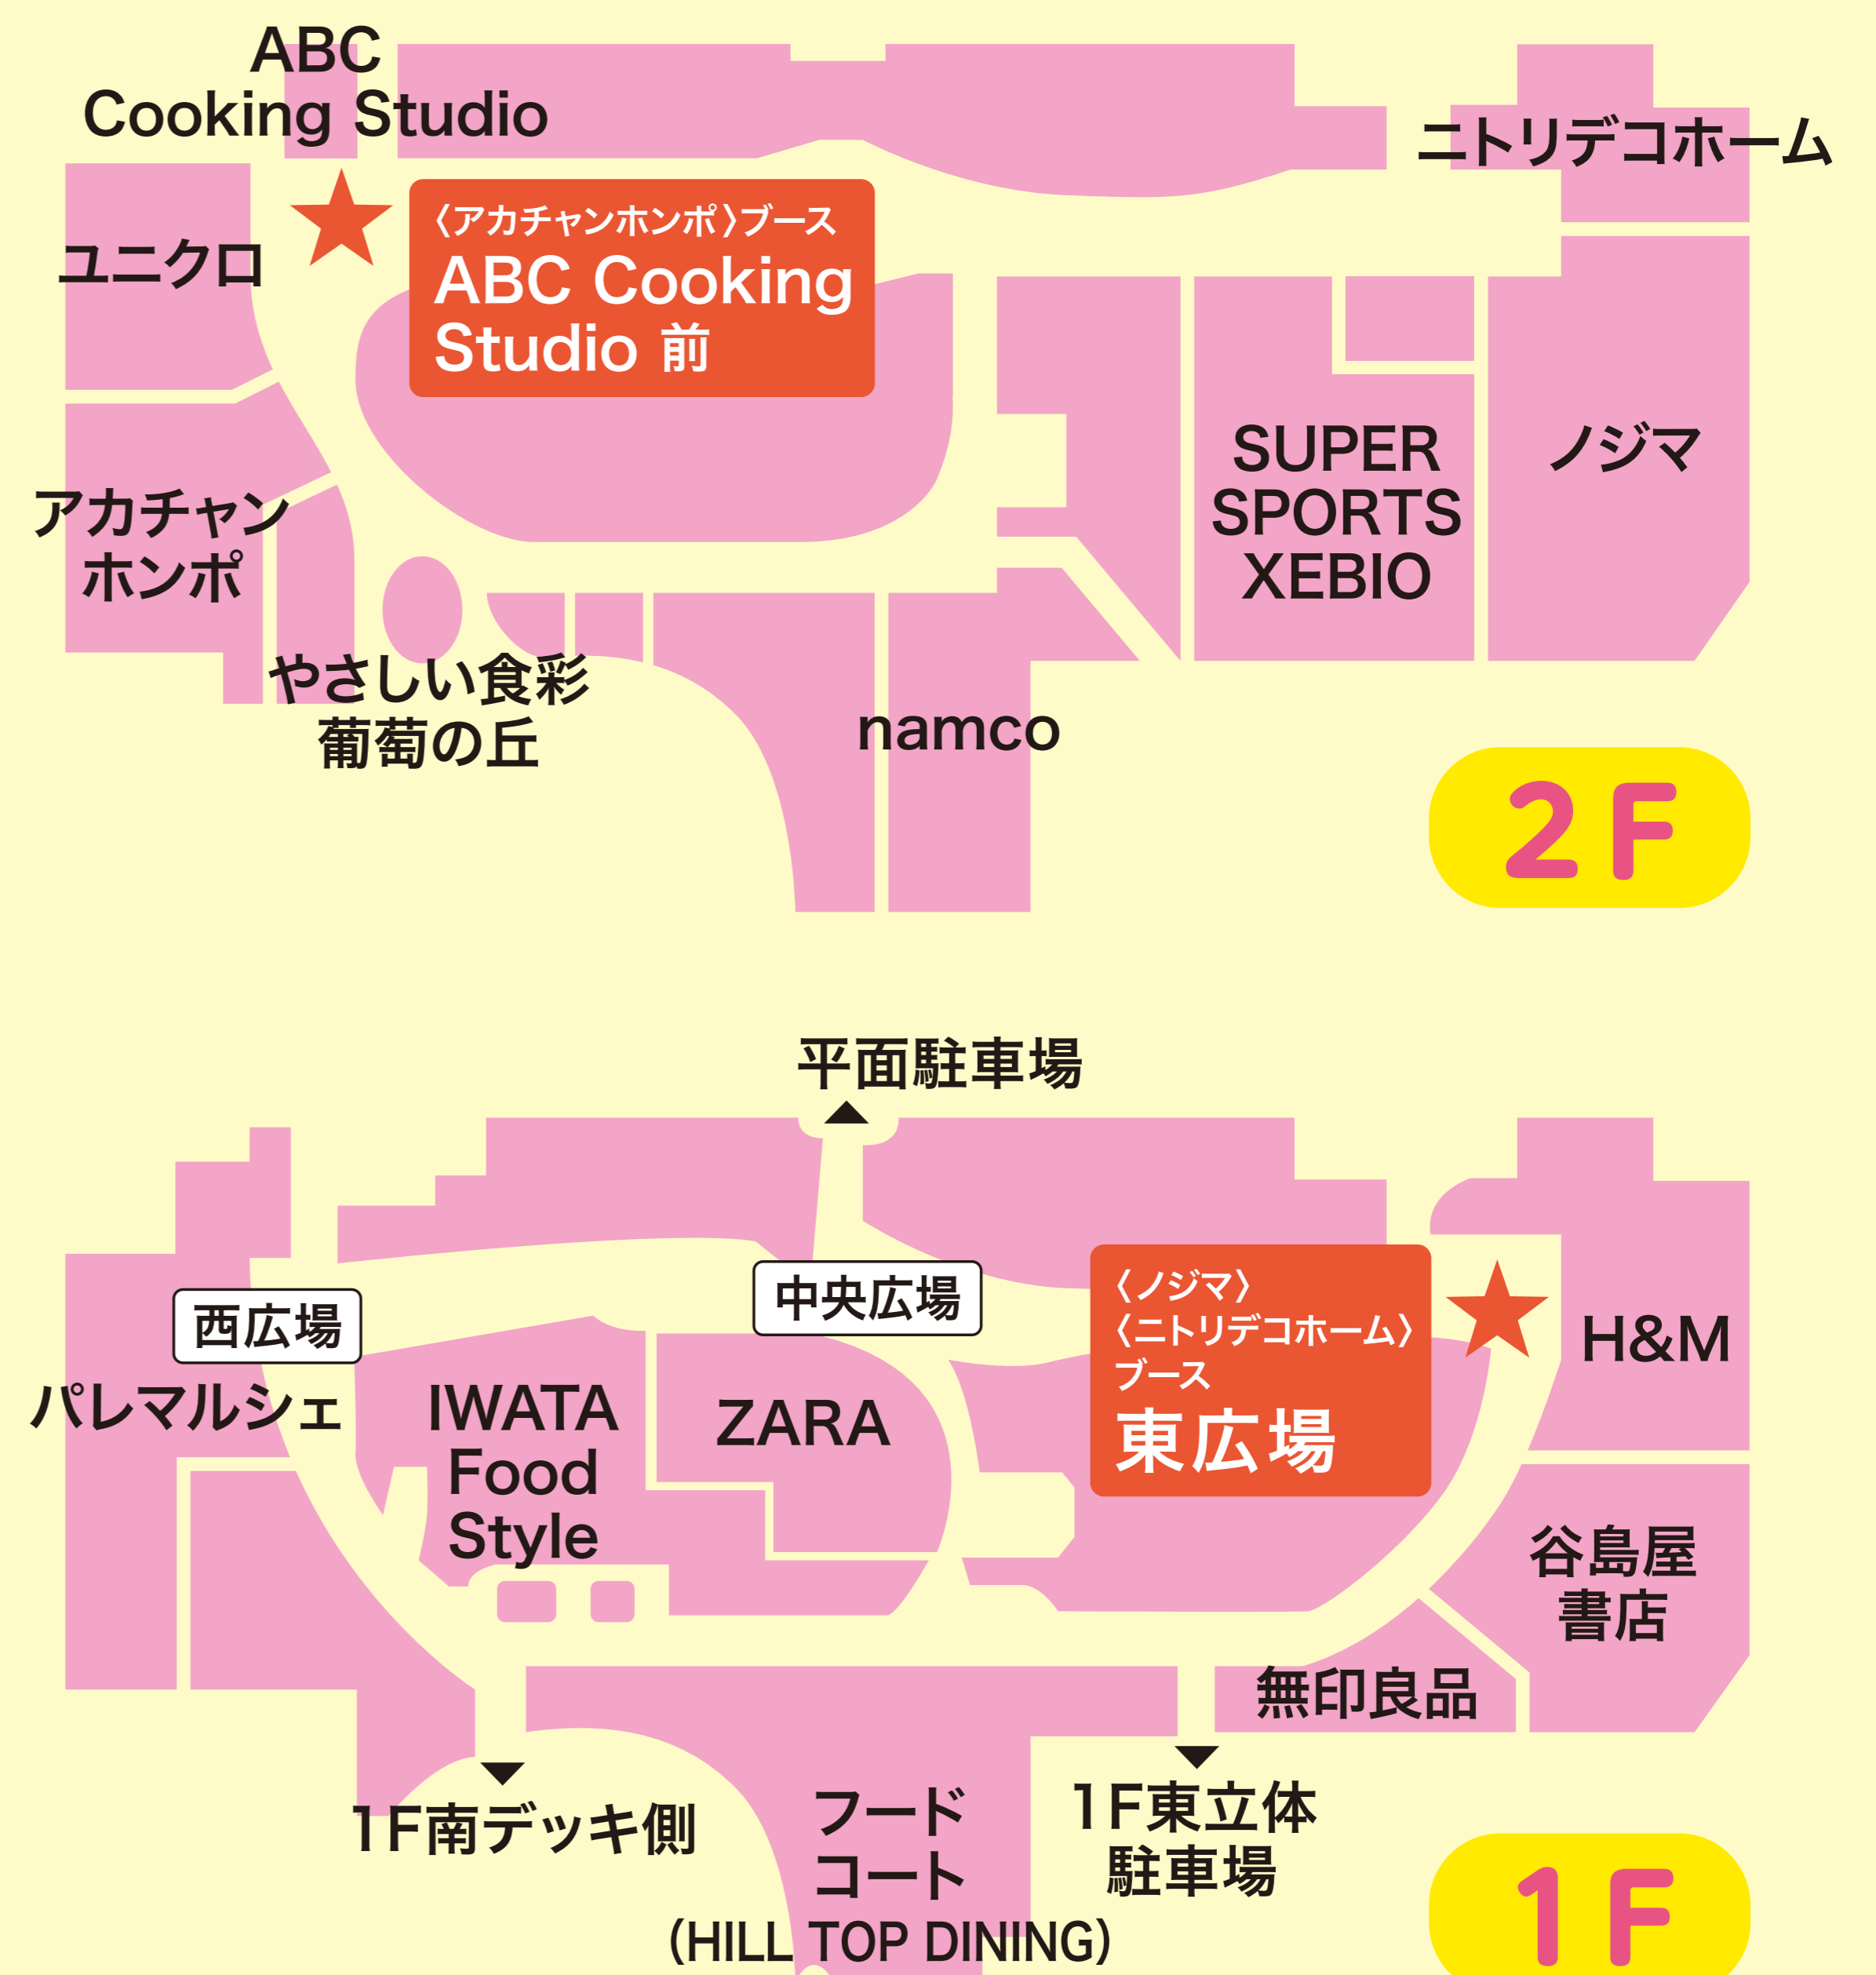 ABC
Cooking Studio
ニトリデコホーム
〈アカチャンホンポ〉ブース
ABC Cooking
Studio 前
ユニクロ
SUPER
SPORTS
XEBIO
ノジマ
アカチャン
ホンポ
やさしい食彩
葡萄の丘
namco
2F
平面駐車場
中央広場
西広場
〈ノジマ〉
〈ニトリデコホーム〉
ブース
東広場
H&M
パレマルシェ
IWATA
Food
Style
ZARA
谷島屋
書店
無印良品
1F南デッキ側
フード
コート
(HILL TOP DINING)
1F東立体
駐車場
1F